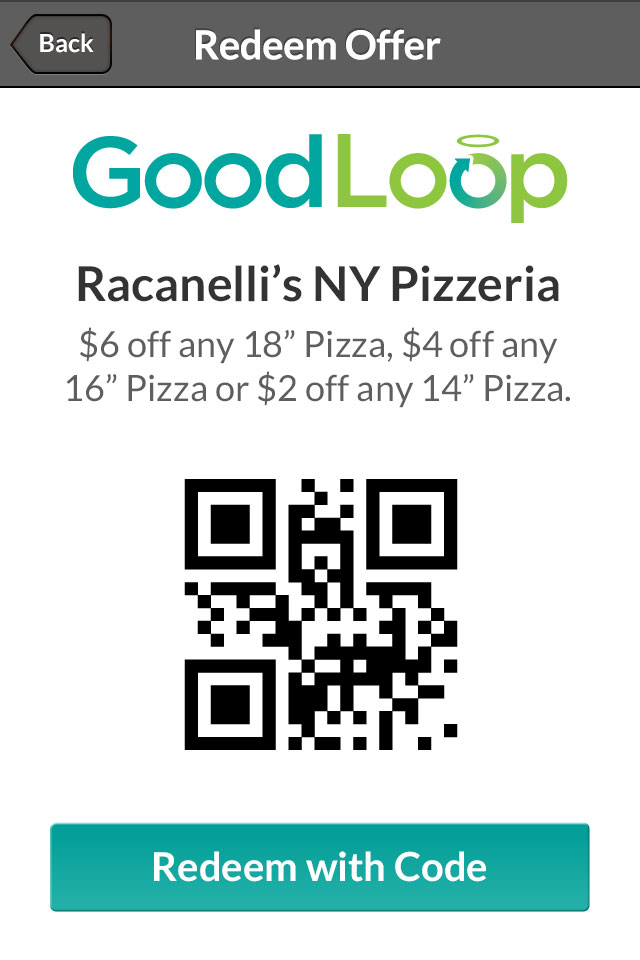 Back
Redeem Offer
GoodLoop
Racanelli’s NY Pizzeria
$6 off any 18” Pizza, $4 off any
16” Pizza or $2 off any 14” Pizza.
Redeem with Code